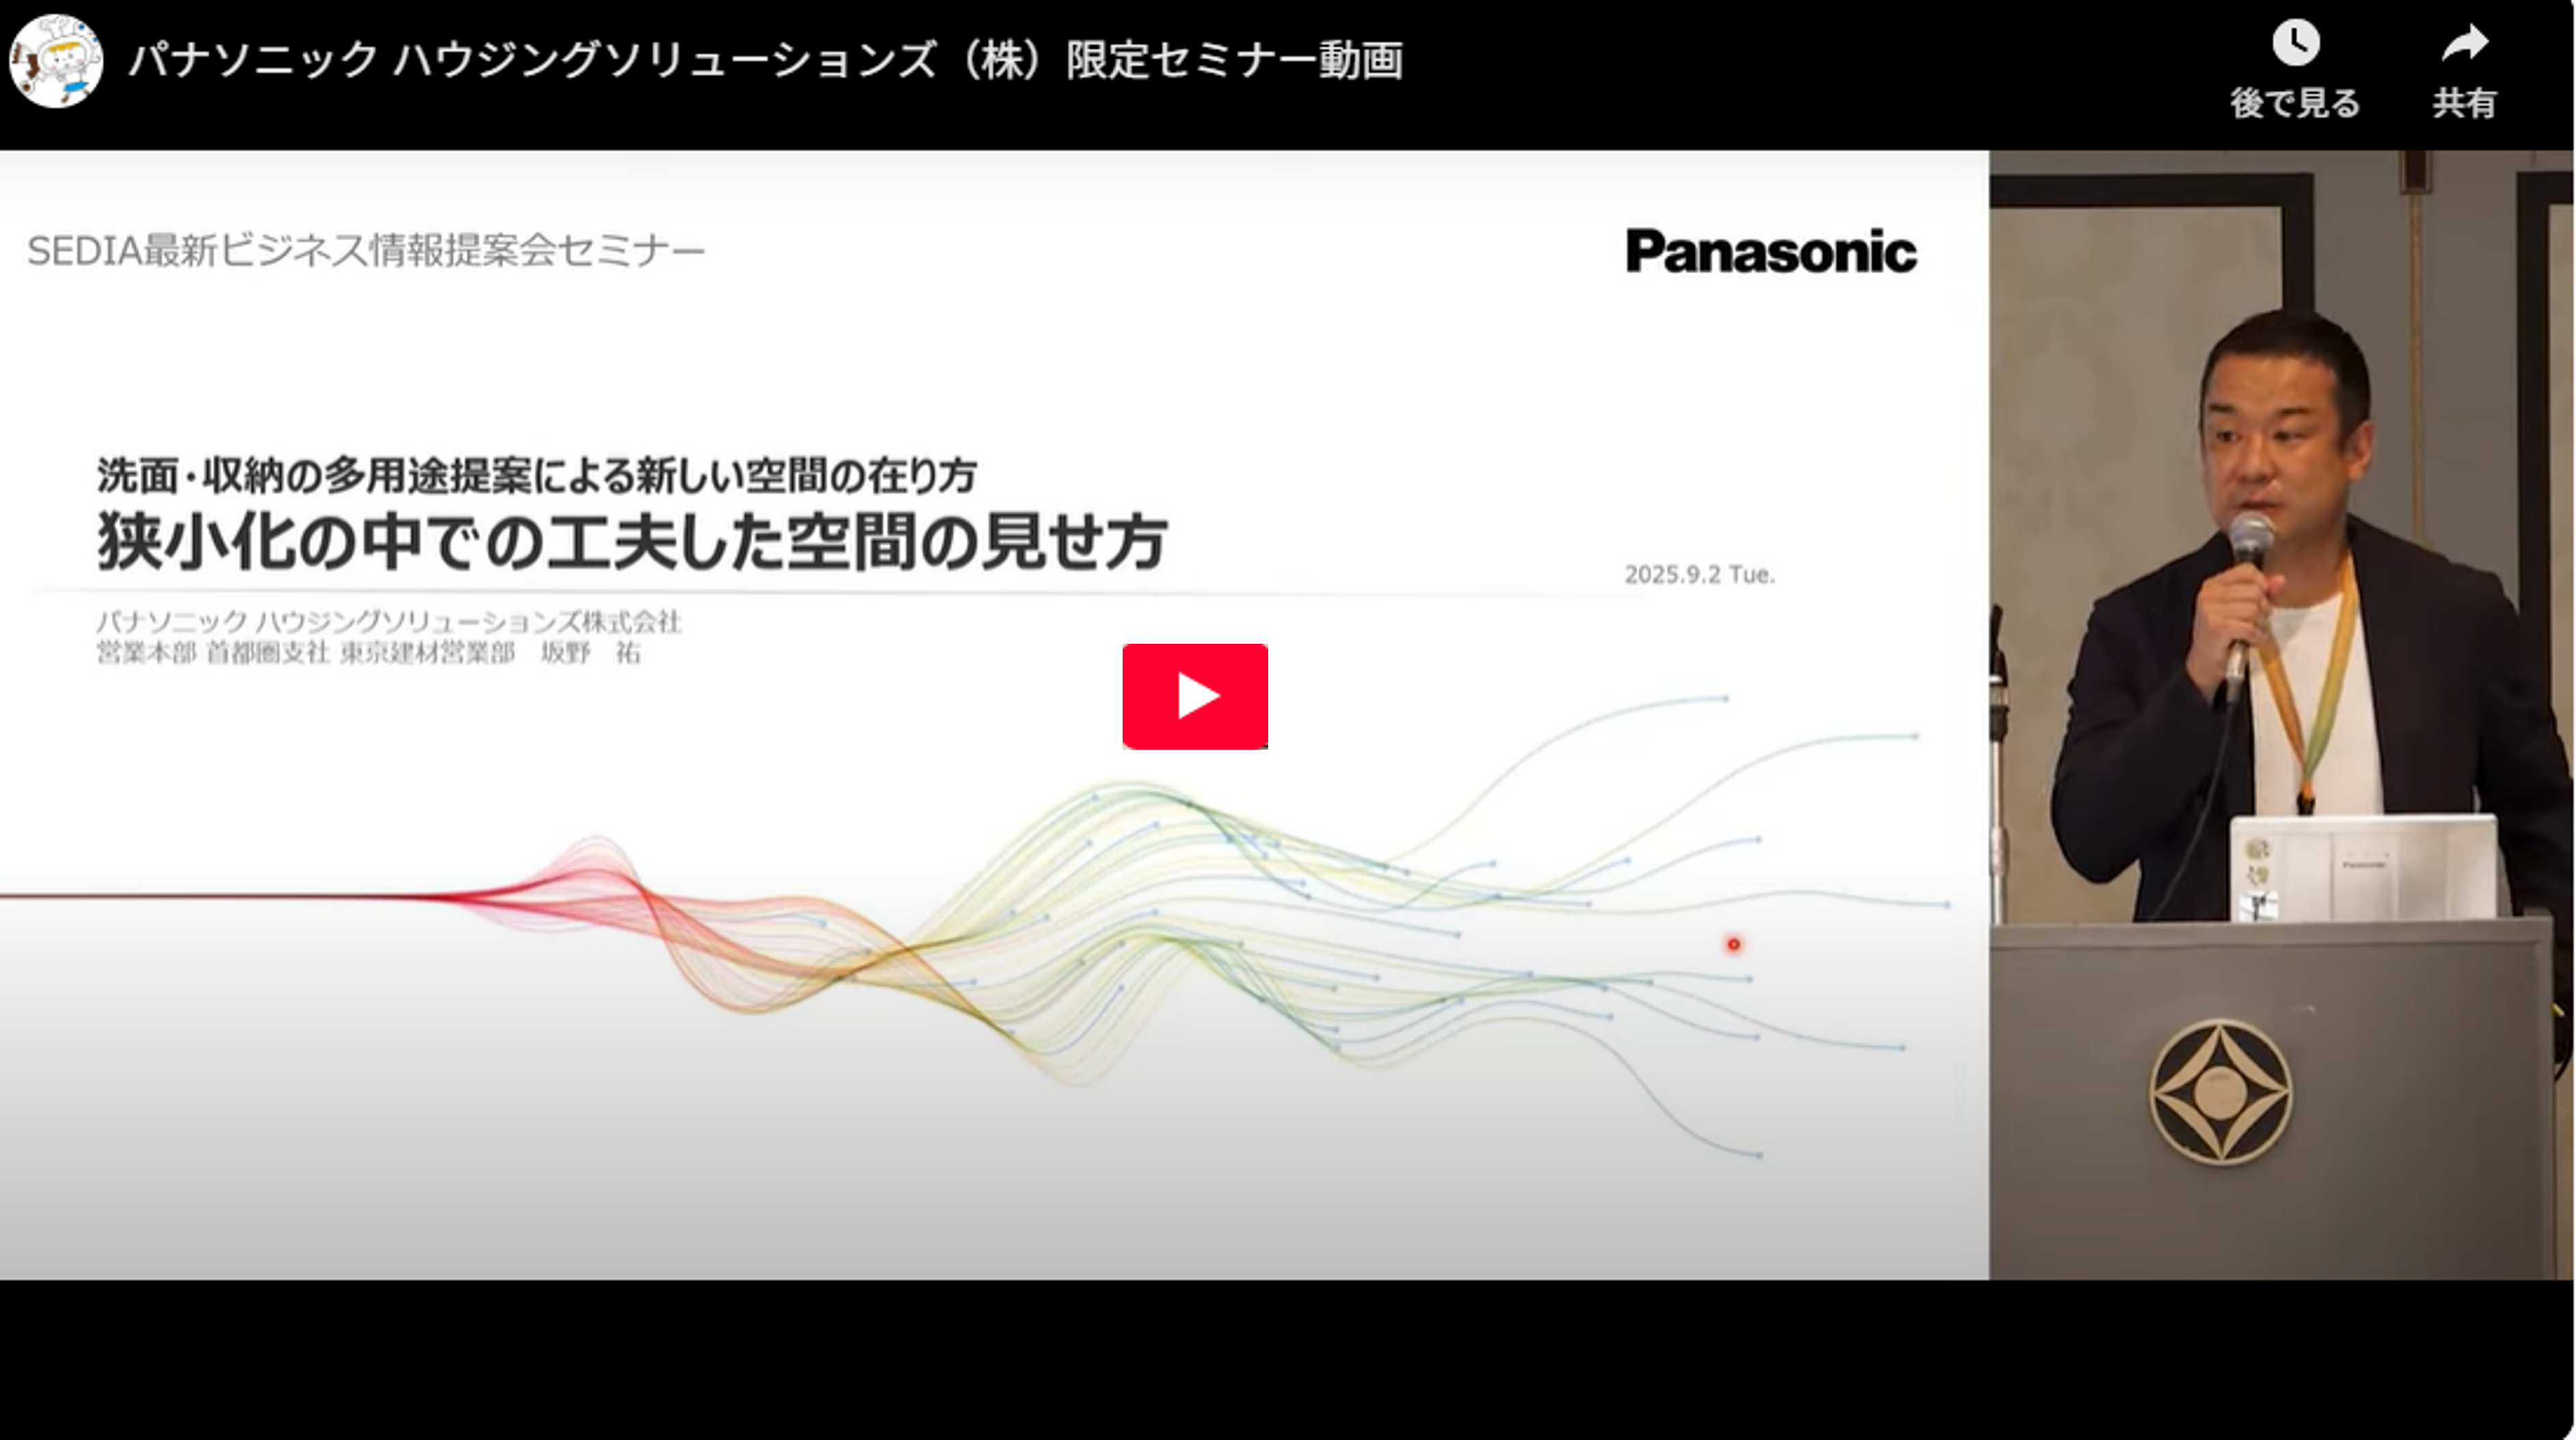 パナソニック ハウジングソリューションズ（株）限定セミナー動画
後で見る
共有
SEDIA最新ビジネス情報提案会セミナー
Panasonic
洗面・収納の多用途提案による新しい空間の在り方
狭小化の中での工夫した空間の見せ方
2025.9.2 Tue.
パナソニック ハウジングソリューションズ株式会社
営業本部 首都圏支社 東京建材営業部　坂野　祐
Panasonic